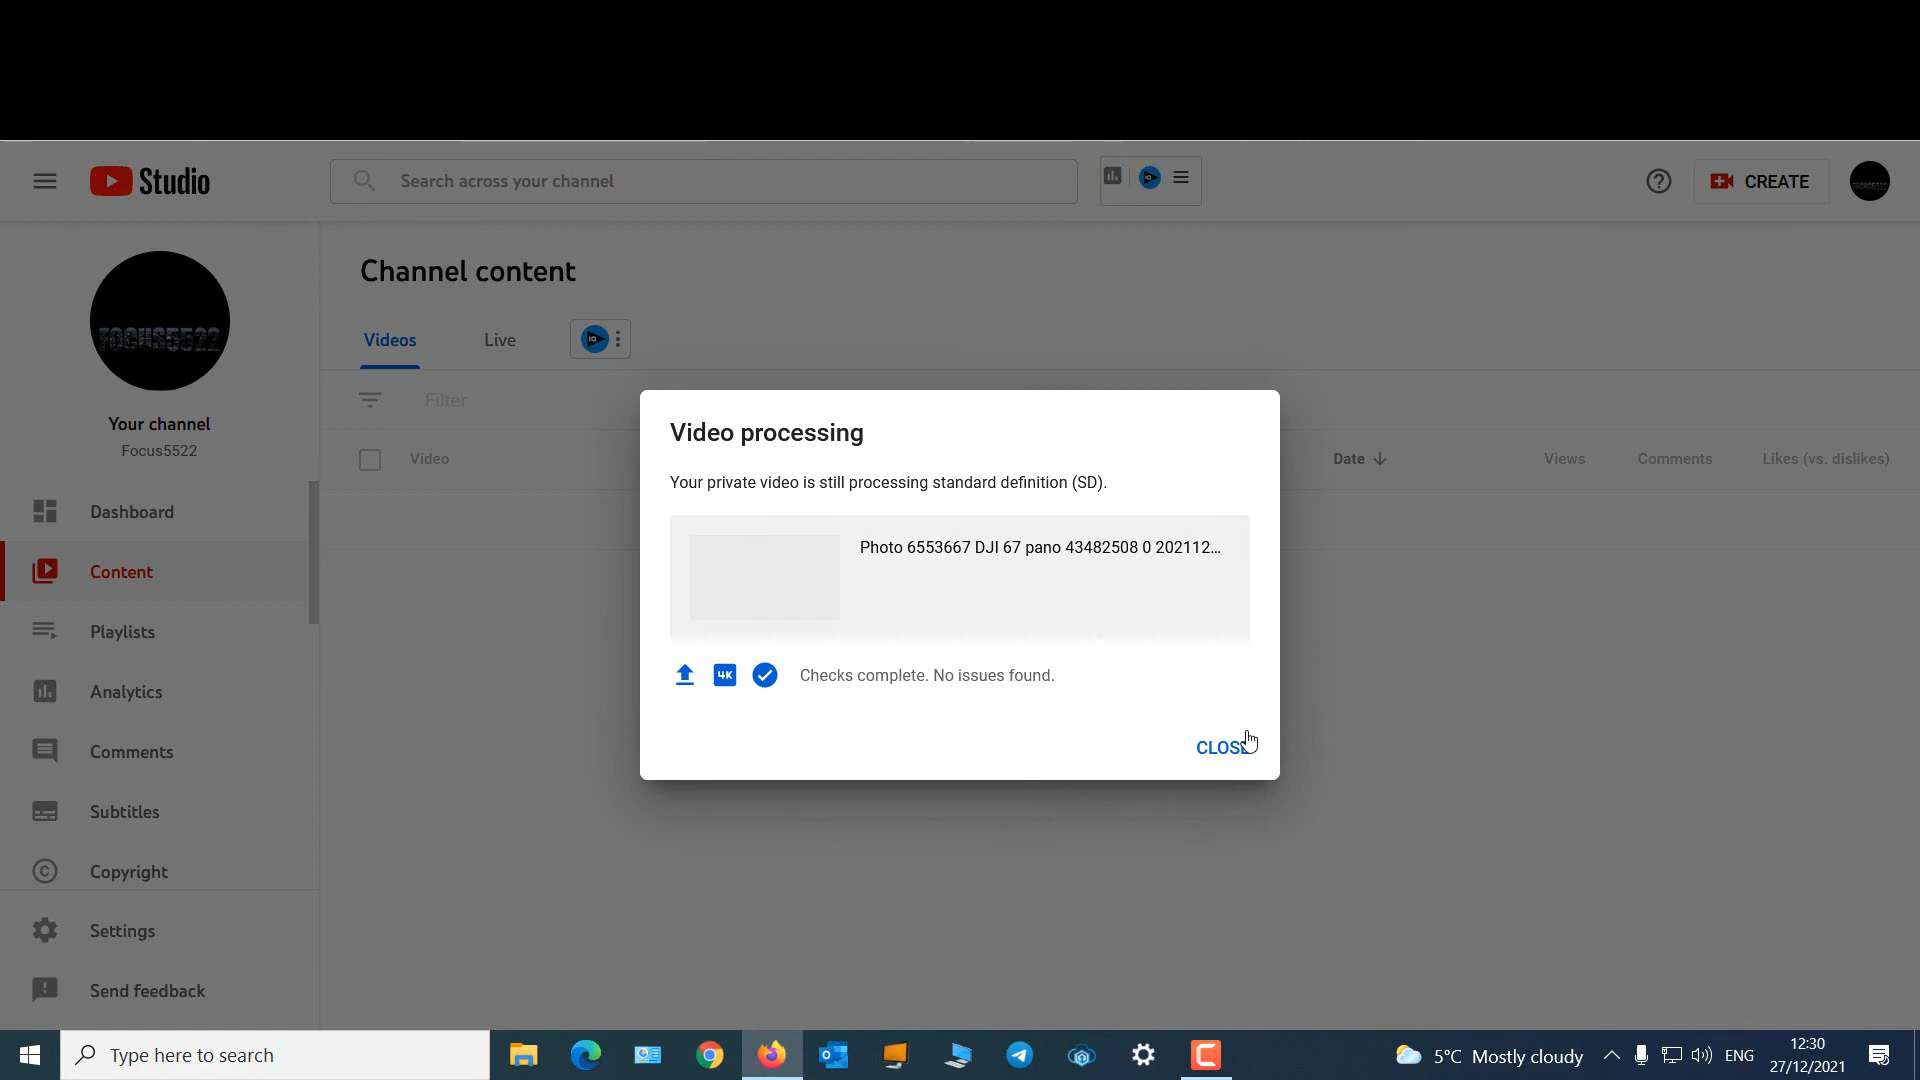 Studio
Search across your channel
CREATE
FOCUS5522
Your channel
Focus5522
Channel content
Videos
Live
Filter
Video
Date
Views
Comments
Likes (vs. dislikes)
Dashboard
Content
Playlists
Analytics
Comments
Subtitles
Copyright
Settings
Send feedback
Video processing
Your private video is still processing standard definition (SD).
Photo 6553667 DJI 67 pano 43482508 0 202112...
4K
Checks complete. No issues found.
CLOSE
Type here to search
5°C Mostly cloudy
ENG
12:30
27/12/2021